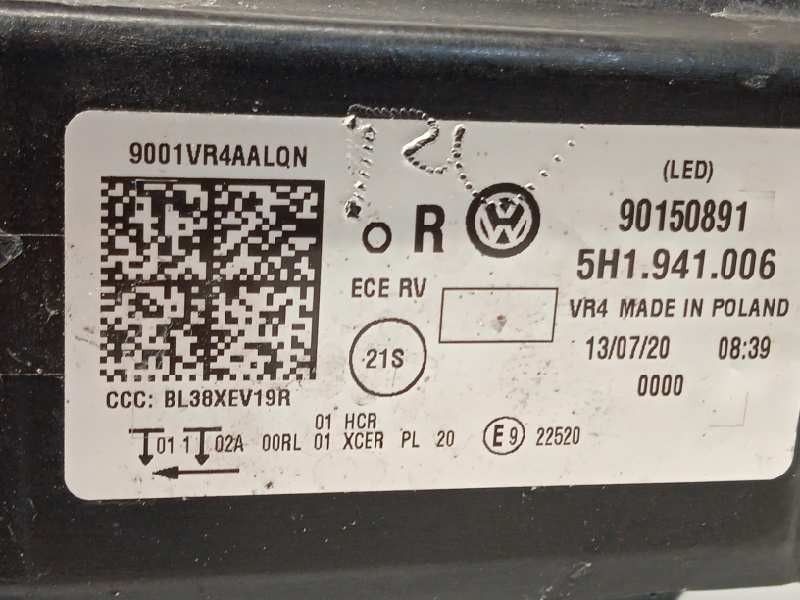 9001VR4AALQN
CCC: BL38XEV19R
o R
ECE RV
21S
(LED)
90150891
5H1.941.006
VR4 MADE IN POLAND
13/07/20 08:39
0000
01 HCR
01 1 02A 00RL 01 XCER PL 20 E9 22520